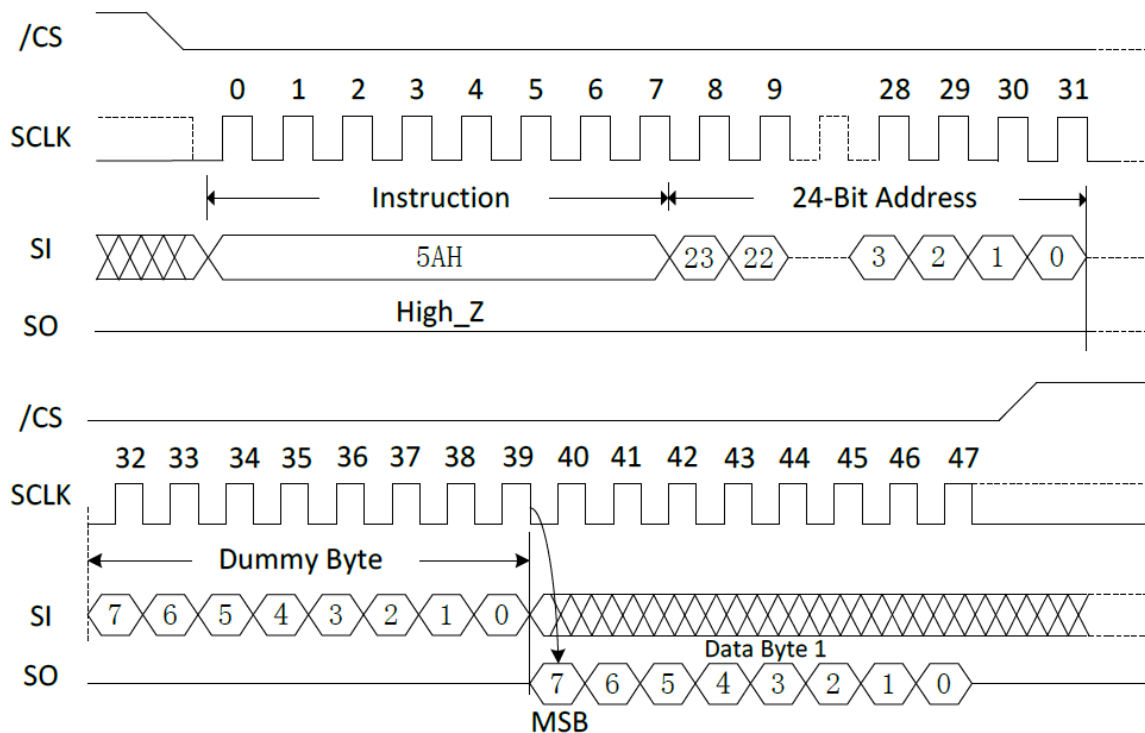 /CS
0 1 2 3 4 5 6 7 8 9 28 29 30 31
SCLK
Instruction 24-Bit Address
SI 5AH 23 22 3 2 1 0
High_Z
SO
/CS
32 33 34 35 36 37 38 39 40 41 42 43 44 45 46 47
SCLK
Dummy Byte
SI 7 6 5 4 3 2 1 0
Data Byte 1
SO 7 6 5 4 3 2 1 0
MSB